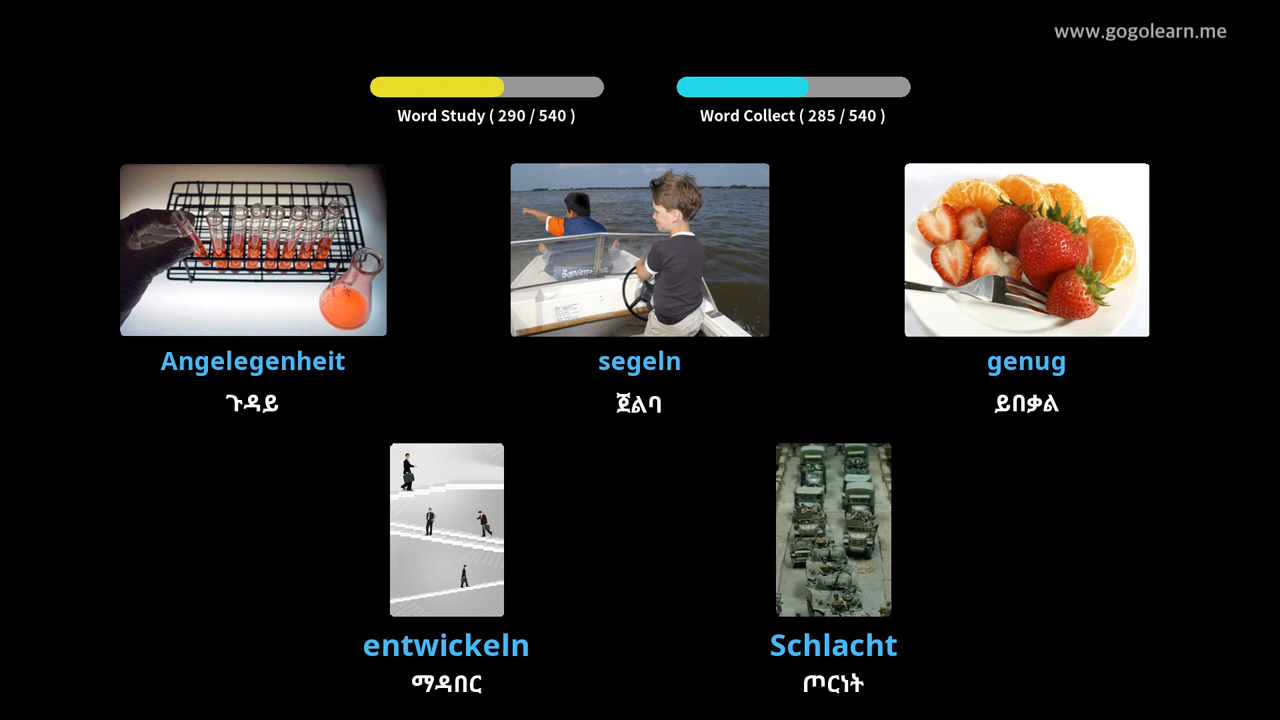 www.gogolearn.me
Word Study ( 290 / 540 )
Word Collect ( 285 / 540 )
Angelegenheit
ጉዳይ
segeln
ጀልባ
genug
ይበቃል
entwickeln
ማዳበር
Schlacht
ጦርነት